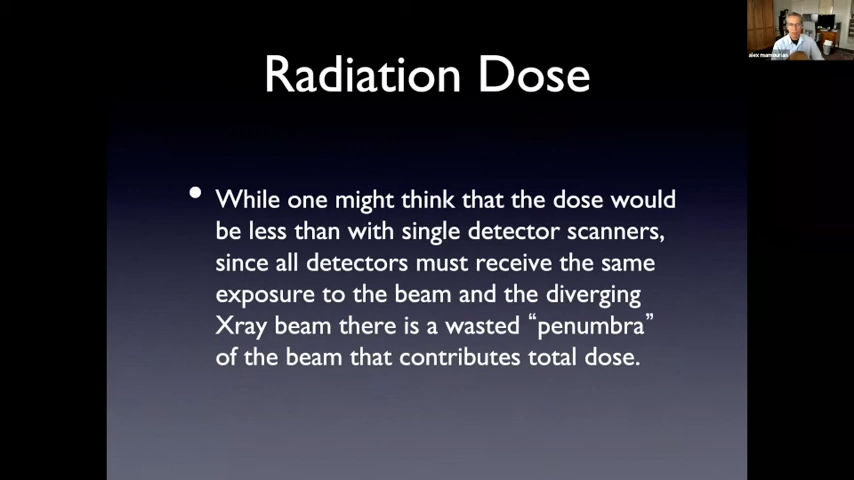 Radiation Dose
• While one might think that the dose would
be less than with single detector scanners,
since all detectors must receive the same
exposure to the beam and the diverging
Xray beam there is a wasted “penumbra”
of the beam that contributes total dose.